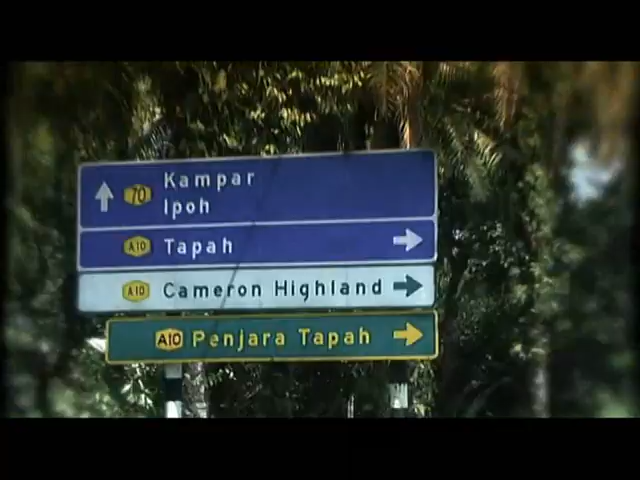 70 Kampar
Ipoh
A10 Tapah
A10 Cameron Highland
A10 Penjara Tapah